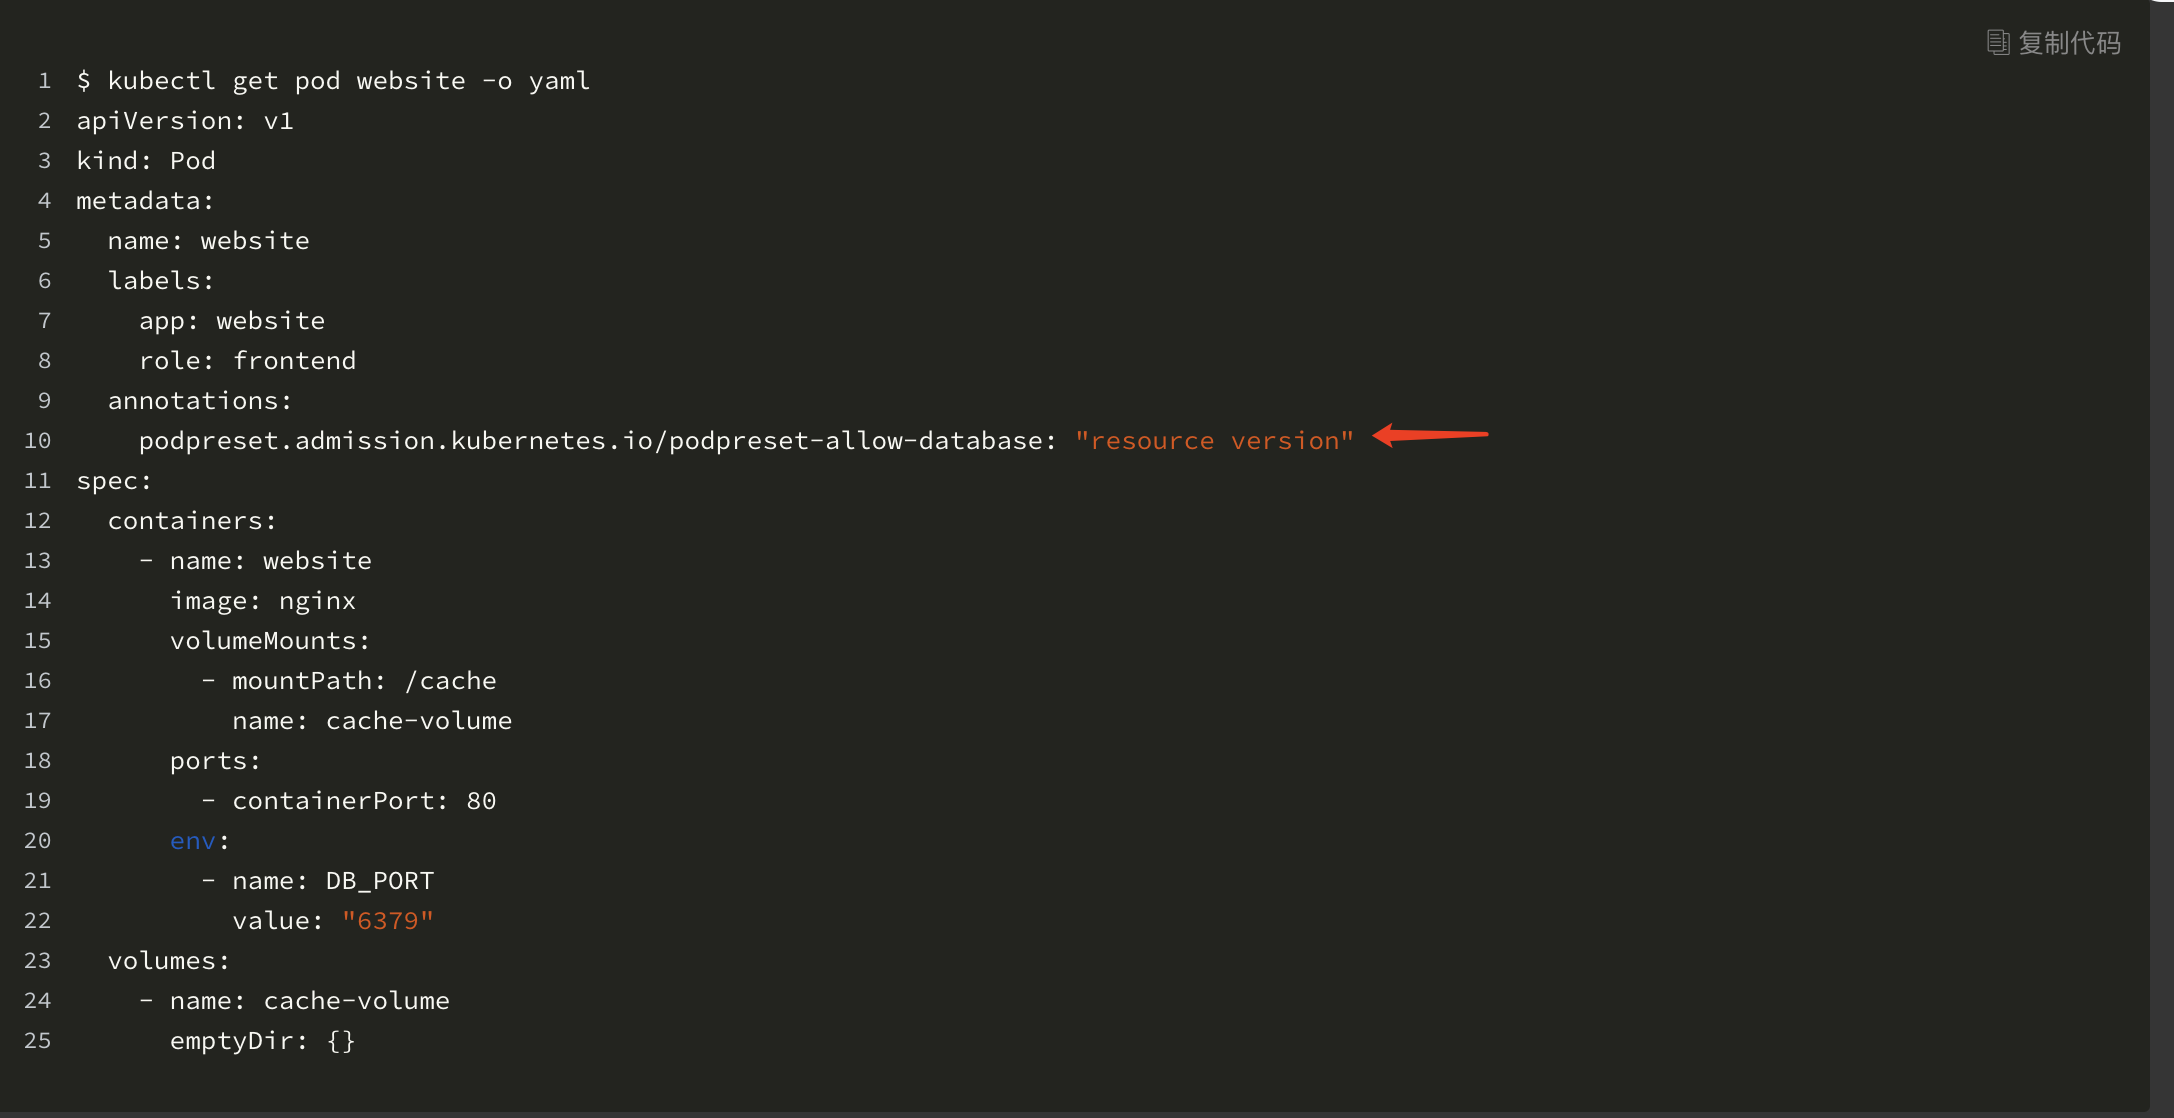 复制代码
1 $ kubectl get pod website -o yaml
2 apiVersion: v1
3 kind: Pod
4 metadata:
5   name: website
6   labels:
7     app: website
8     role: frontend
9   annotations:
10     podpreset.admission.kubernetes.io/podpreset-allow-database: "resource version"
11 spec:
12   containers:
13     - name: website
14       image: nginx
15       volumeMounts:
16         - mountPath: /cache
17           name: cache-volume
18       ports:
19         - containerPort: 80
20       env:
21         - name: DB_PORT
22           value: "6379"
23   volumes:
24     - name: cache-volume
25       emptyDir: {}